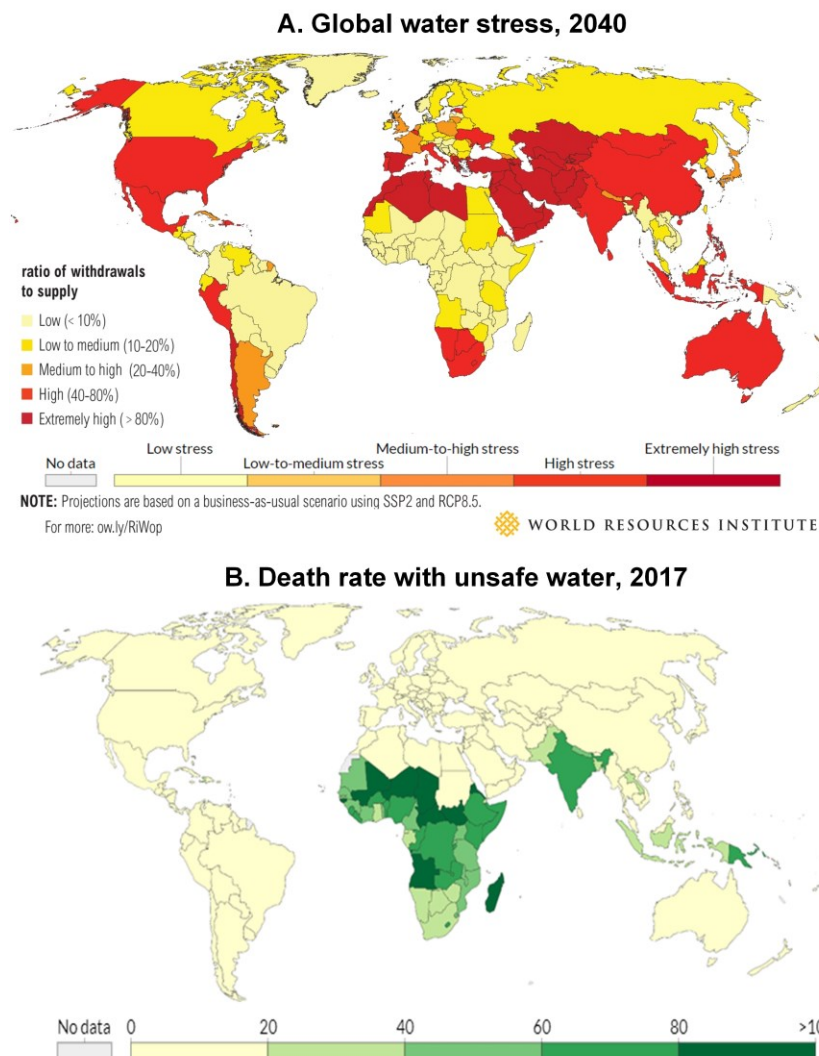 A. Global water stress, 2040
ratio of withdrawals
to supply
Low (< 10%)
Low to medium (10-20%)
Medium to high (20-40%)
High (40-80%)
Extremely high (> 80%)
No data
Low stress
Low-to-medium stress
Medium-to-high stress
High stress
Extremely high stress
NOTE: Projections are based on a business-as-usual scenario using SSP2 and RCP8.5.
For more: ow.ly/RiWop
WORLD RESOURCES INSTITUTE
B. Death rate with unsafe water, 2017
No data 0 20 40 60 80 >10